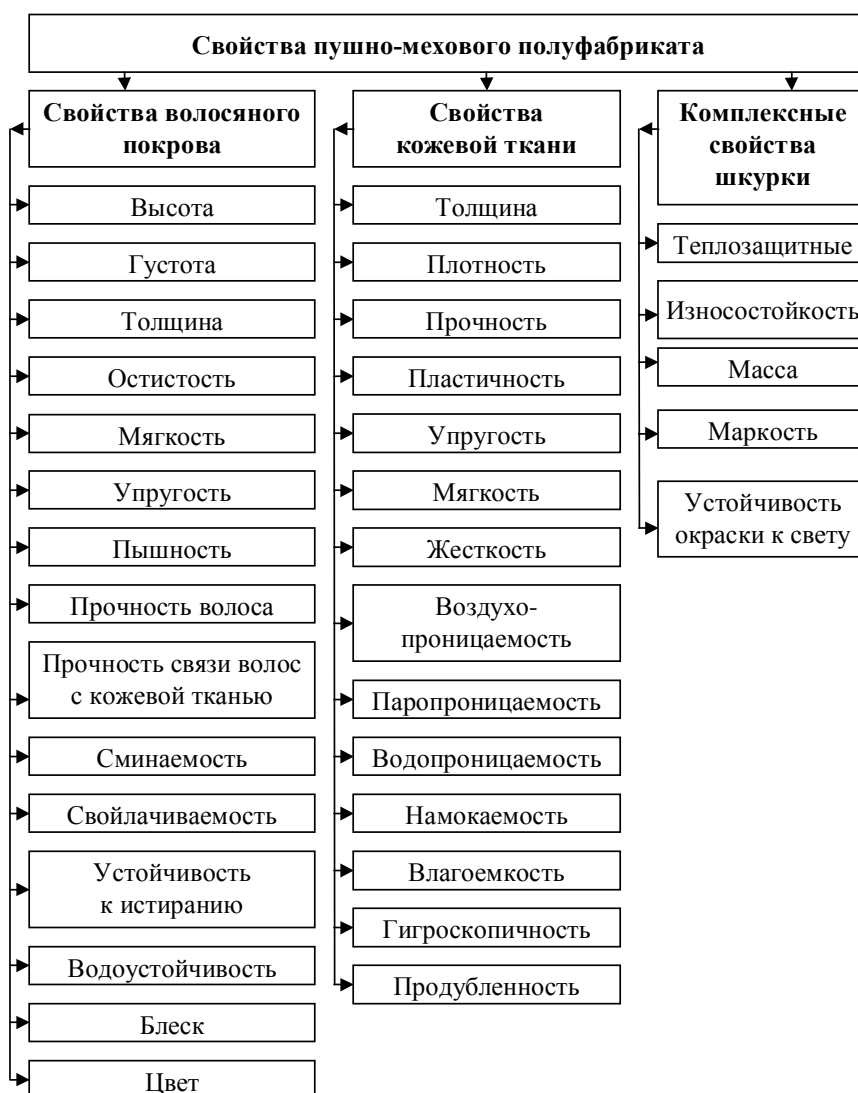 Свойства пушно-мехового полуфабриката
Свойства волосяного
покрова
Высота
Густота
Толщина
Остистость
Мягкость
Упругость
Пышность
Прочность волоса
Прочность связи волос
с кожевой тканью
Сминаемость
Свойлачиваемость
Устойчивость
к истиранию
Водоустойчивость
Блеск
Цвет
Свойства
кожевой ткани
Толщина
Плотность
Прочность
Пластичность
Упругость
Мягкость
Жесткость
Воздухо-
проницаемость
Паропроницаемость
Водопроницаемость
Намокаемость
Влагоемкость
Гигроскопичность
Продубленность
Комплексные
свойства
шкурки
Теплозащитные
Износостойкость
Масса
Маркость
Устойчивость
окраски к свету